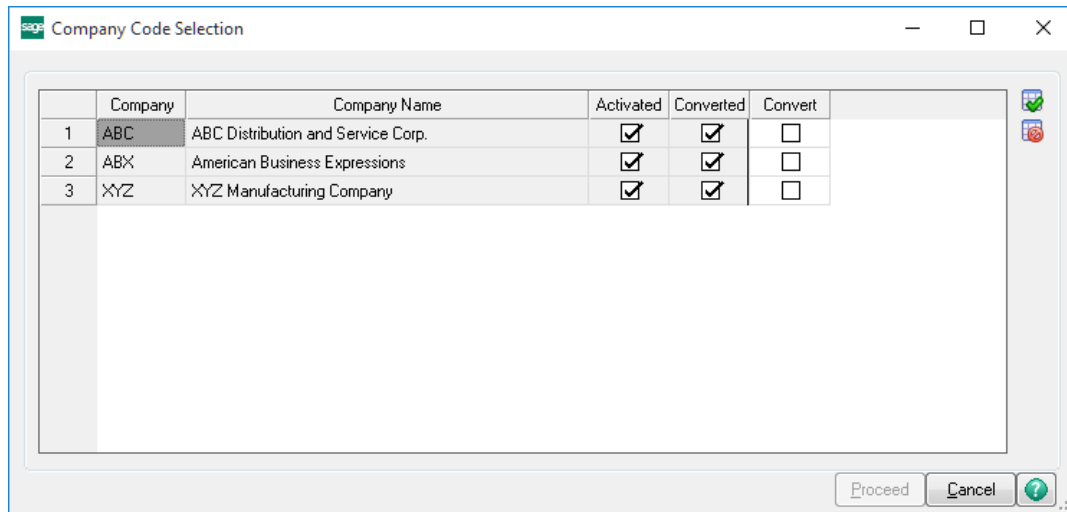 sage Company Code Selection
Company Company Name Activated Converted Convert
1 ABC ABC Distribution and Service Corp.
2 ABX American Business Expressions
3 XYZ XYZ Manufacturing Company
Proceed Cancel ?